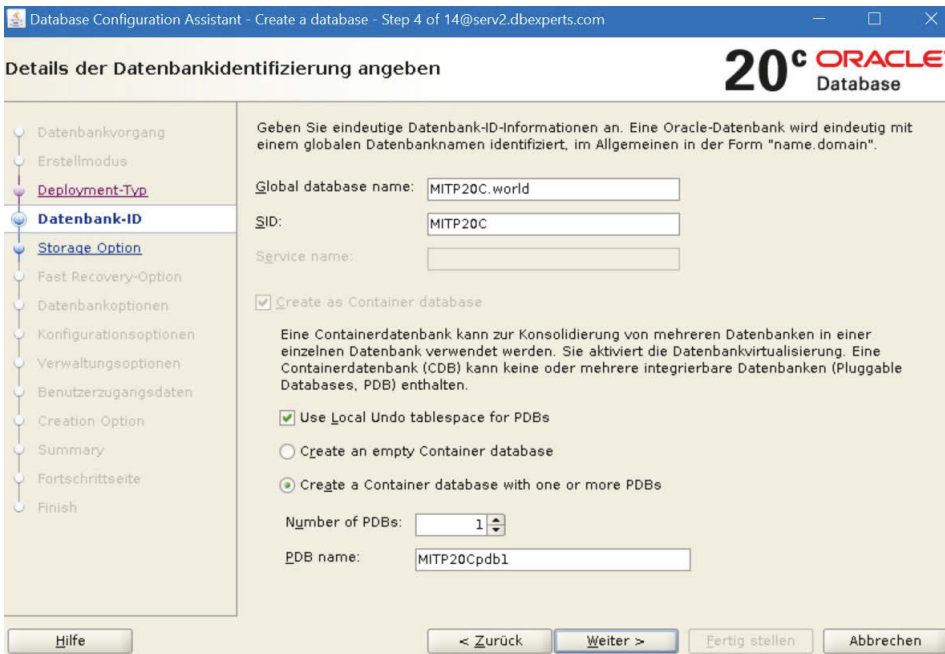 Database Configuration Assistant - Create a database - Step 4 of 14@serv2.dbexperts.com
Details der Datenbankidentifizierung angeben
20c ORACLE
Database
Datenbankvorgang
Erstellmodus
Deployment-Typ
Datenbank-ID
Storage Option
Fast Recovery-Option
Datenbankoptionen
Konfigurationsoptionen
Verwaltungsoptionen
Benutzerzugangsdaten
Creation Option
Summary
Fortschrittseite
Finish
Geben Sie eindeutige Datenbank-ID-Informationen an. Eine Oracle-Datenbank wird eindeutig mit
einem globalen Datenbanknamen identifiziert, im Allgemeinen in der Form "name.domain".
Global database name: MITP20C.world
SID: MITP20C
Service name:
Create as Container database
Eine Containerdatenbank kann zur Konsolidierung von mehreren Datenbanken in einer
einzelnen Datenbank verwendet werden. Sie aktiviert die Datenbankvirtualisierung. Eine
Containerdatenbank (CDB) kann keine oder mehrere integrierbare Datenbanken (Pluggable
Databases, PDB) enthalten.
Use Local Undo tablespace for PDBs
Create an empty Container database
Create a Container database with one or more PDBs
Number of PDBs: 1
PDB name: MITP20Cpdb1
Hilfe < Zurück Weiter > Fertig stellen Abbrechen